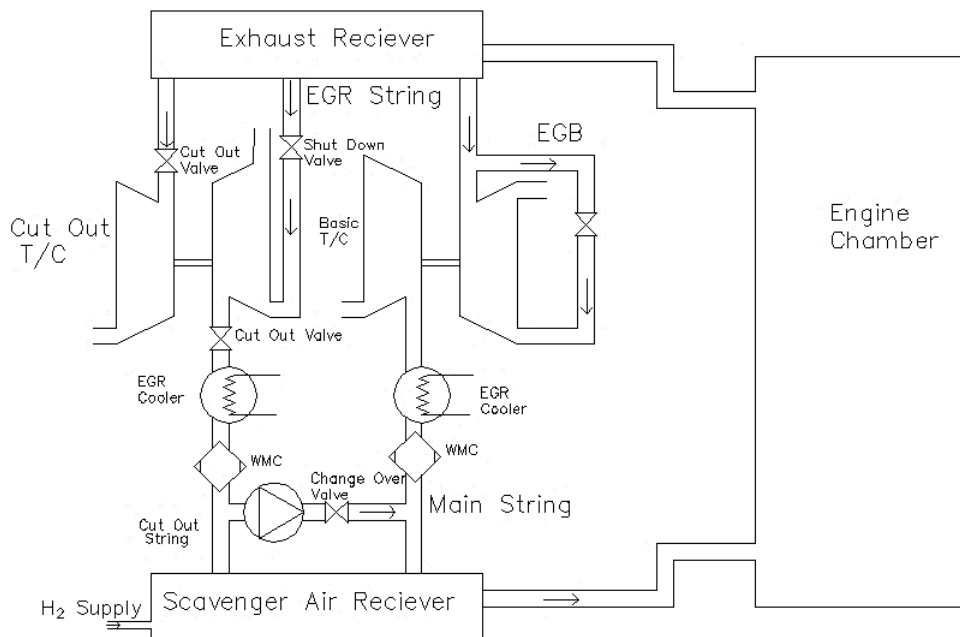 Exhaust Reciever
EGR String
Cut Out
Valve
Shut Down
Valve
EGB
Cut Out
T/C
Basic
T/C
Engine
Chamber
Cut Out Valve
EGR
Cooler
EGR
Cooler
WMC
WMC
Change Over
Valve
Main String
Cut Out
String
H₂ Supply
Scavenger Air Reciever